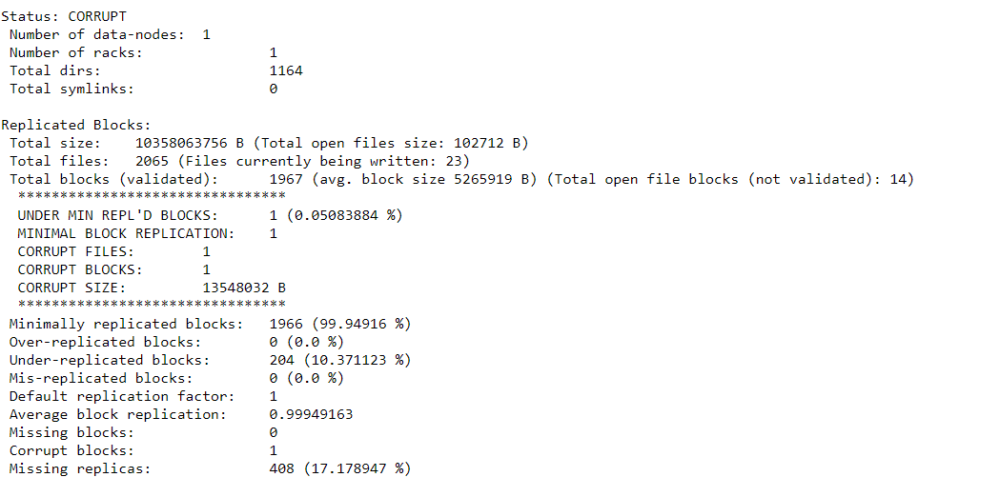 Status: CORRUPT
Number of data-nodes: 1
Number of racks: 1
Total dirs: 1164
Total symlinks: 0
Replicated Blocks:
Total size: 10358063756 B (Total open files size: 102712 B)
Total files: 2065 (Files currently being written: 23)
Total blocks (validated): 1967 (avg. block size 5265919 B) (Total open file blocks (not validated): 14)
********************************
UNDER MIN REPL'D BLOCKS: 1 (0.05083884 %)
MINIMAL BLOCK REPLICATION: 1
CORRUPT FILES: 1
CORRUPT BLOCKS: 1
CORRUPT SIZE: 13548032 B
********************************
Minimally replicated blocks: 1966 (99.94916 %)
Over-replicated blocks: 0 (0.0 %)
Under-replicated blocks: 204 (10.371123 %)
Mis-replicated blocks: 0 (0.0 %)
Default replication factor: 1
Average block replication: 0.99949163
Missing blocks: 0
Corrupt blocks: 1
Missing replicas: 408 (17.178947 %)